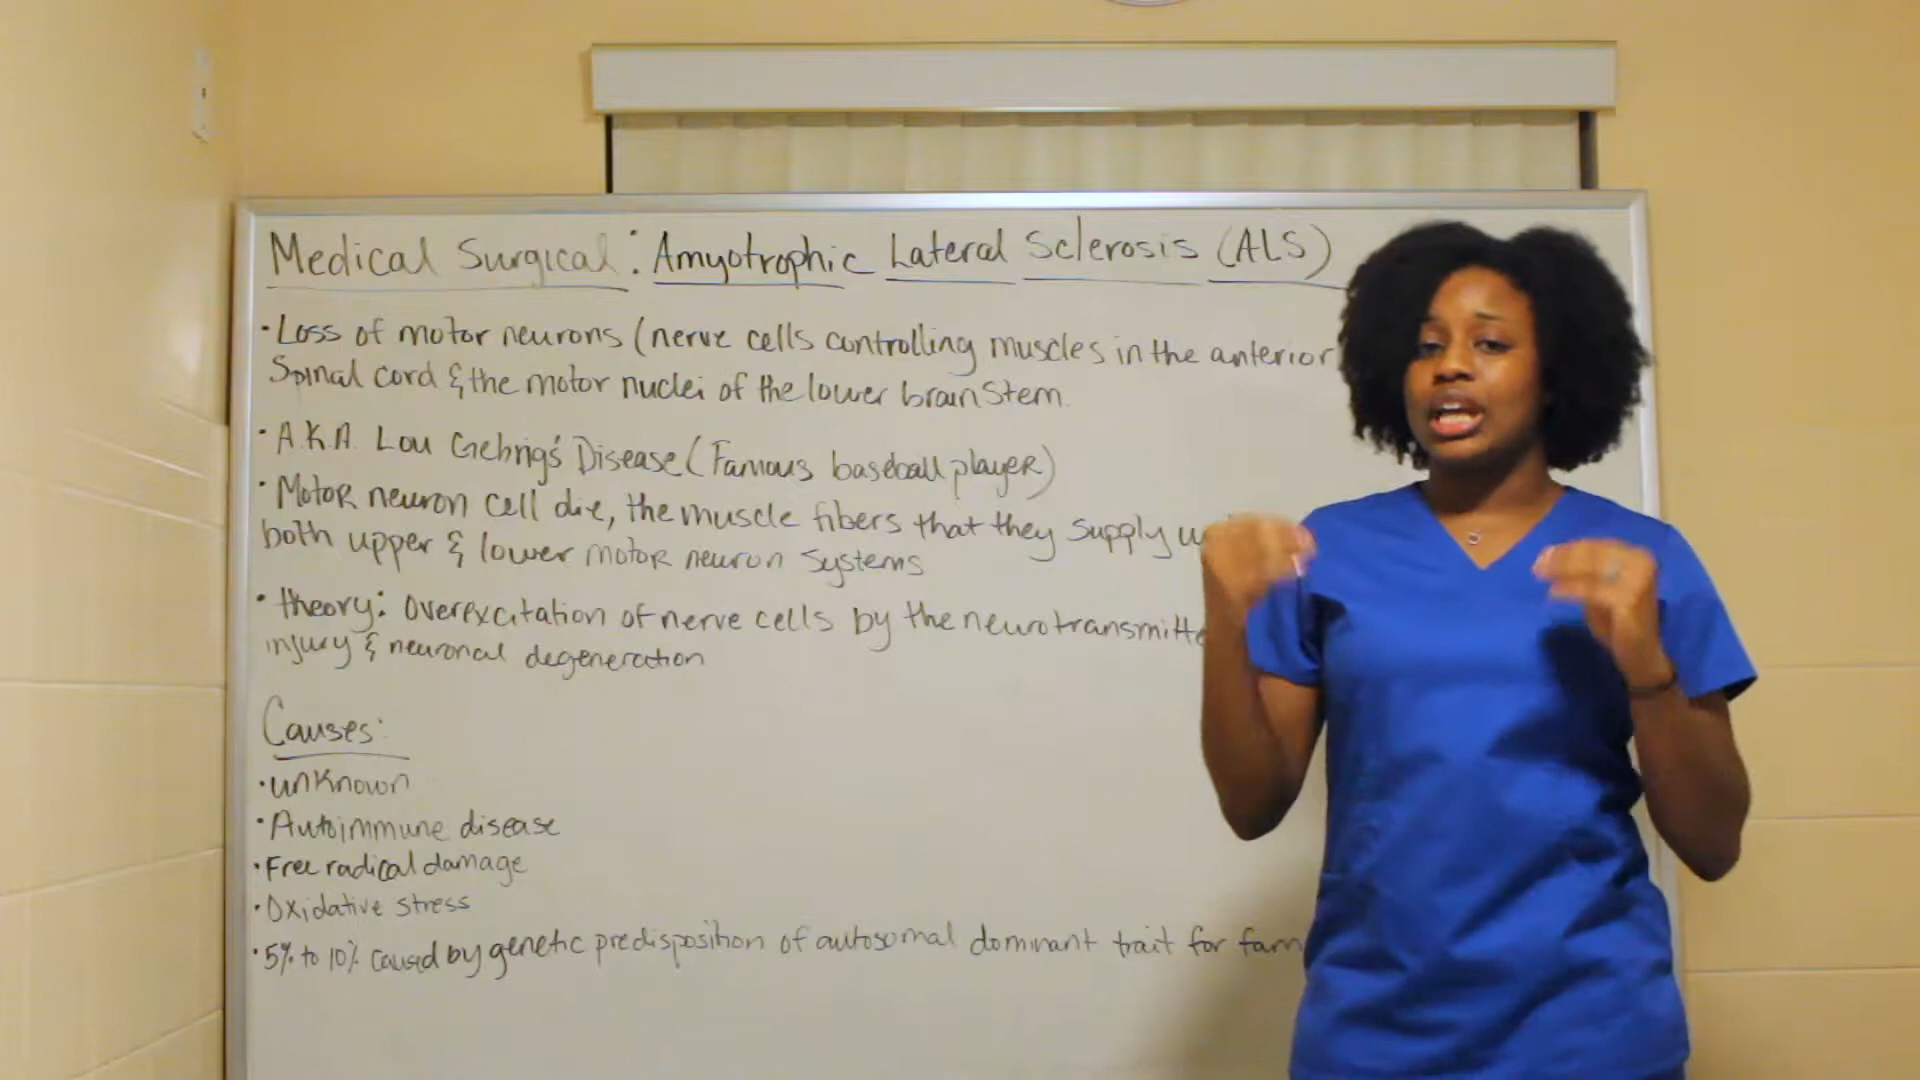 Medical Surgical: Amyotrophic Lateral Sclerosis (ALS)
• Loss of motor neurons (nerve cells controlling muscles in the anterior
Spinal cord & the motor nuclei of the lower brain Stem.
• A.K.A. Lou Gehrig's Disease (Famous baseball player)
• Motor neuron cell die, the muscle fibers that they supply
both upper & lower motor neuron systems
• theory: overexcitation of nerve cells by the
injury & neuronal degeneration
Causes:
• unknown
• Autoimmune disease
• Free radical damage
• Oxidative stress
• 5% to 10% caused by genetic predisposition of autosomal dominant trait for